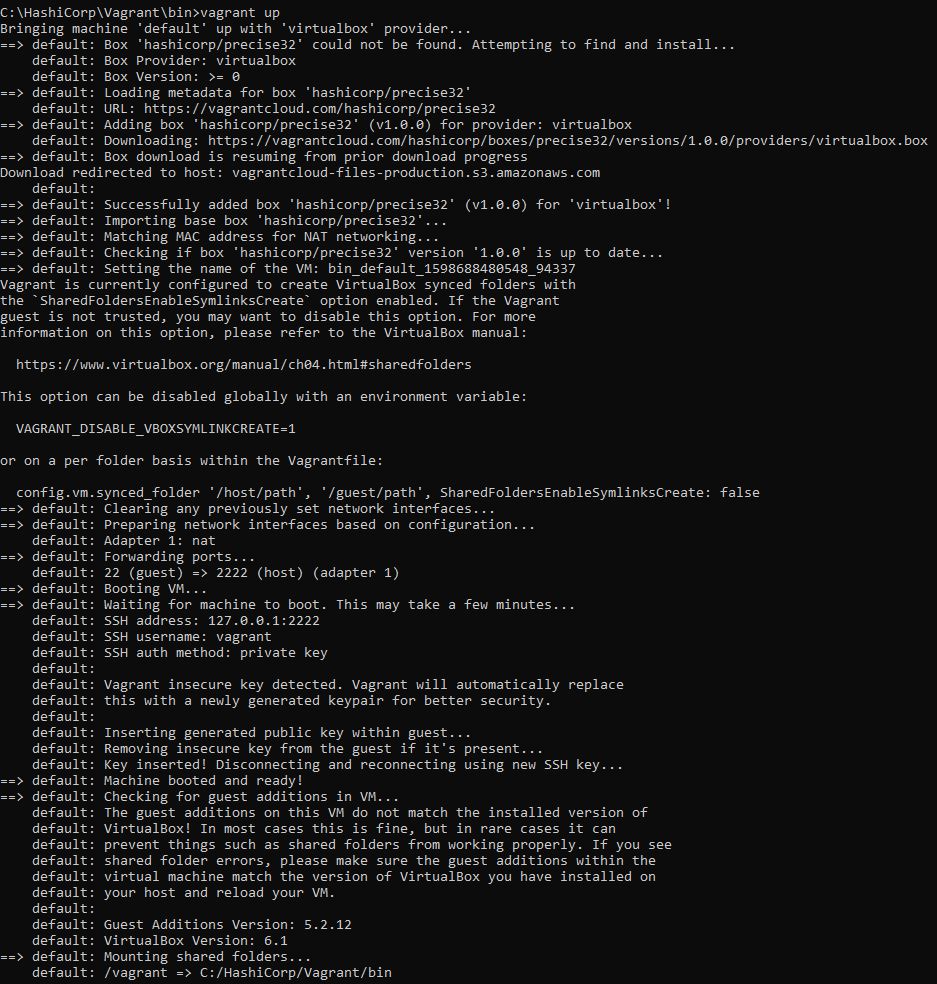 C:\HashiCorp\Vagrant\bin>vagrant up
Bringing machine 'default' up with 'virtualbox' provider...
==> default: Box 'hashicorp/precise32' could not be found. Attempting to find and install...
    default: Box Provider: virtualbox
    default: Box Version: >= 0
==> default: Loading metadata for box 'hashicorp/precise32'
    default: URL: https://vagrantcloud.com/hashicorp/precise32
==> default: Adding box 'hashicorp/precise32' (v1.0.0) for provider: virtualbox
    default: Downloading: https://vagrantcloud.com/hashicorp/boxes/precise32/versions/1.0.0/providers/virtualbox.box
==> default: Box download is resuming from prior download progress
Download redirected to host: vagrantcloud-files-production.s3.amazonaws.com
    default:
==> default: Successfully added box 'hashicorp/precise32' (v1.0.0) for 'virtualbox'!
==> default: Importing base box 'hashicorp/precise32'...
==> default: Matching MAC address for NAT networking...
==> default: Checking if box 'hashicorp/precise32' version '1.0.0' is up to date...
==> default: Setting the name of the VM: bin_default_1598688480548_94337
Vagrant is currently configured to create VirtualBox synced folders with
the `SharedFoldersEnableSymlinksCreate` option enabled. If the Vagrant
guest is not trusted, you may want to disable this option. For more
information on this option, please refer to the VirtualBox manual:

  https://www.virtualbox.org/manual/ch04.html#sharedfolders

This option can be disabled globally with an environment variable:

  VAGRANT_DISABLE_VBOXSYMLINKCREATE=1

or on a per folder basis within the Vagrantfile:

  config.vm.synced_folder '/host/path', '/guest/path', SharedFoldersEnableSymlinksCreate: false
==> default: Clearing any previously set network interfaces...
==> default: Preparing network interfaces based on configuration...
    default: Adapter 1: nat
==> default: Forwarding ports...
    default: 22 (guest) => 2222 (host) (adapter 1)
==> default: Booting VM...
==> default: Waiting for machine to boot. This may take a few minutes...
    default: SSH address: 127.0.0.1:2222
    default: SSH username: vagrant
    default: SSH auth method: private key
    default:
    default: Vagrant insecure key detected. Vagrant will automatically replace
    default: this with a newly generated keypair for better security.
    default:
    default: Inserting generated public key within guest...
    default: Removing insecure key from the guest if it's present...
    default: Key inserted! Disconnecting and reconnecting using new SSH key...
==> default: Machine booted and ready!
==> default: Checking for guest additions in VM...
    default: The guest additions on this VM do not match the installed version of
    default: VirtualBox! In most cases this is fine, but in rare cases it can
    default: prevent things such as shared folders from working properly. If you see
    default: shared folder errors, please make sure the guest additions within the
    default: virtual machine match the version of VirtualBox you have installed on
    default: your host and reload your VM.
    default:
    default: Guest Additions Version: 5.2.12
    default: VirtualBox Version: 6.1
==> default: Mounting shared folders...
    default: /vagrant => C:/HashiCorp/Vagrant/bin